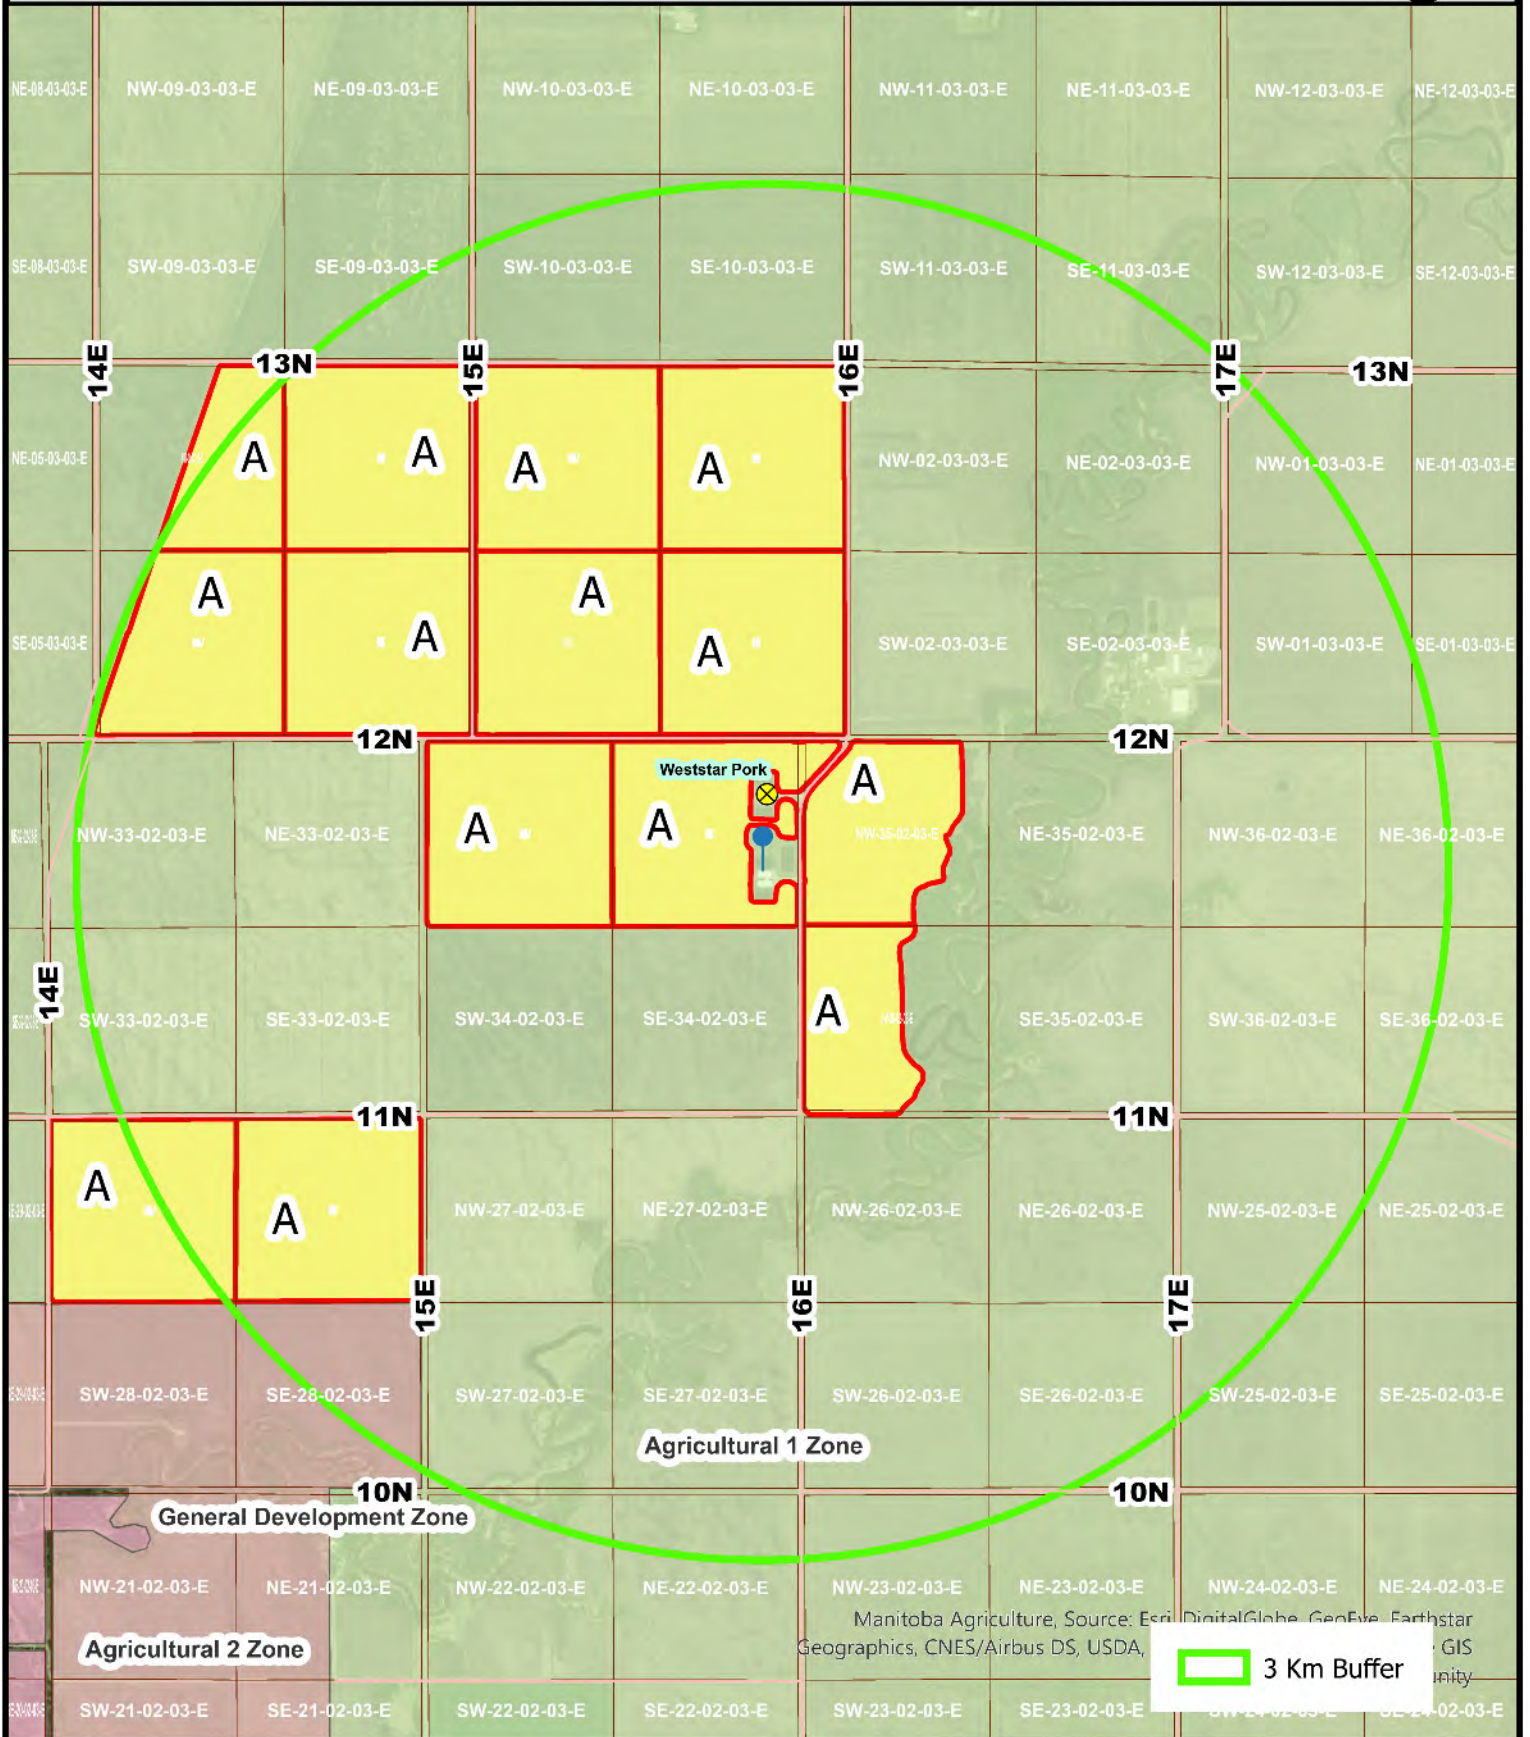 NE-08-03-03-E NW-09-03-03-E NE-09-03-03-E NW-10-03-03-E NE-10-03-03-E NW-11-03-03-E NE-11-03-03-E NW-12-03-03-E NE-12-03-03-E
SE-08-03-03-E SW-09-03-03-E SE-09-03-03-E SW-10-03-03-E SE-10-03-03-E SW-11-03-03-E SE-11-03-03-E SW-12-03-03-E SE-12-03-03-E
14E 13N 15E 16E 17E 13N
NE-05-03-03-E A A A A NW-02-03-03-E NE-02-03-03-E NW-01-03-03-E NE-01-03-03-E
A A A A
SE-05-03-03-E SW-02-03-03-E SE-02-03-03-E SW-01-03-03-E SE-01-03-03-E
12N 12N
Weststar Pork
A A A
NW-33-02-03-E NE-33-02-03-E NW-35-02-03-E NE-35-02-03-E NW-36-02-03-E NE-36-02-03-E
14E
SW-33-02-03-E SE-33-02-03-E SW-34-02-03-E SE-34-02-03-E A SE-35-02-03-E SW-36-02-03-E SE-36-02-03-E
11N 11N
A A NW-27-02-03-E NE-27-02-03-E NW-26-02-03-E NE-26-02-03-E NW-25-02-03-E NE-25-02-03-E
15E 16E 17E
SW-28-02-03-E SE-28-02-03-E SW-27-02-03-E SE-27-02-03-E SW-26-02-03-E SE-26-02-03-E SW-25-02-03-E SE-25-02-03-E
Agricultural 1 Zone
10N 10N
General Development Zone
NW-21-02-03-E NE-21-02-03-E NW-22-02-03-E NE-22-02-03-E NW-23-02-03-E NE-23-02-03-E NW-24-02-03-E NE-24-02-03-E
Manitoba Agriculture, Source: Esri, DigitalGlobe, GeoEye, Earthstar
Geographics, CNES/Airbus DS, USDA, GIS
Agricultural 2 Zone
3 Km Buffer
SW-21-02-03-E SE-21-02-03-E SW-22-02-03-E SE-22-02-03-E SW-23-02-03-E SE-23-02-03-E